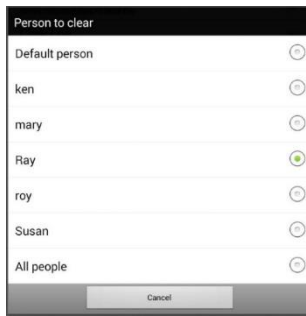 Person to clear
Default person
ken
mary
Ray
roy
Susan
All people
Cancel